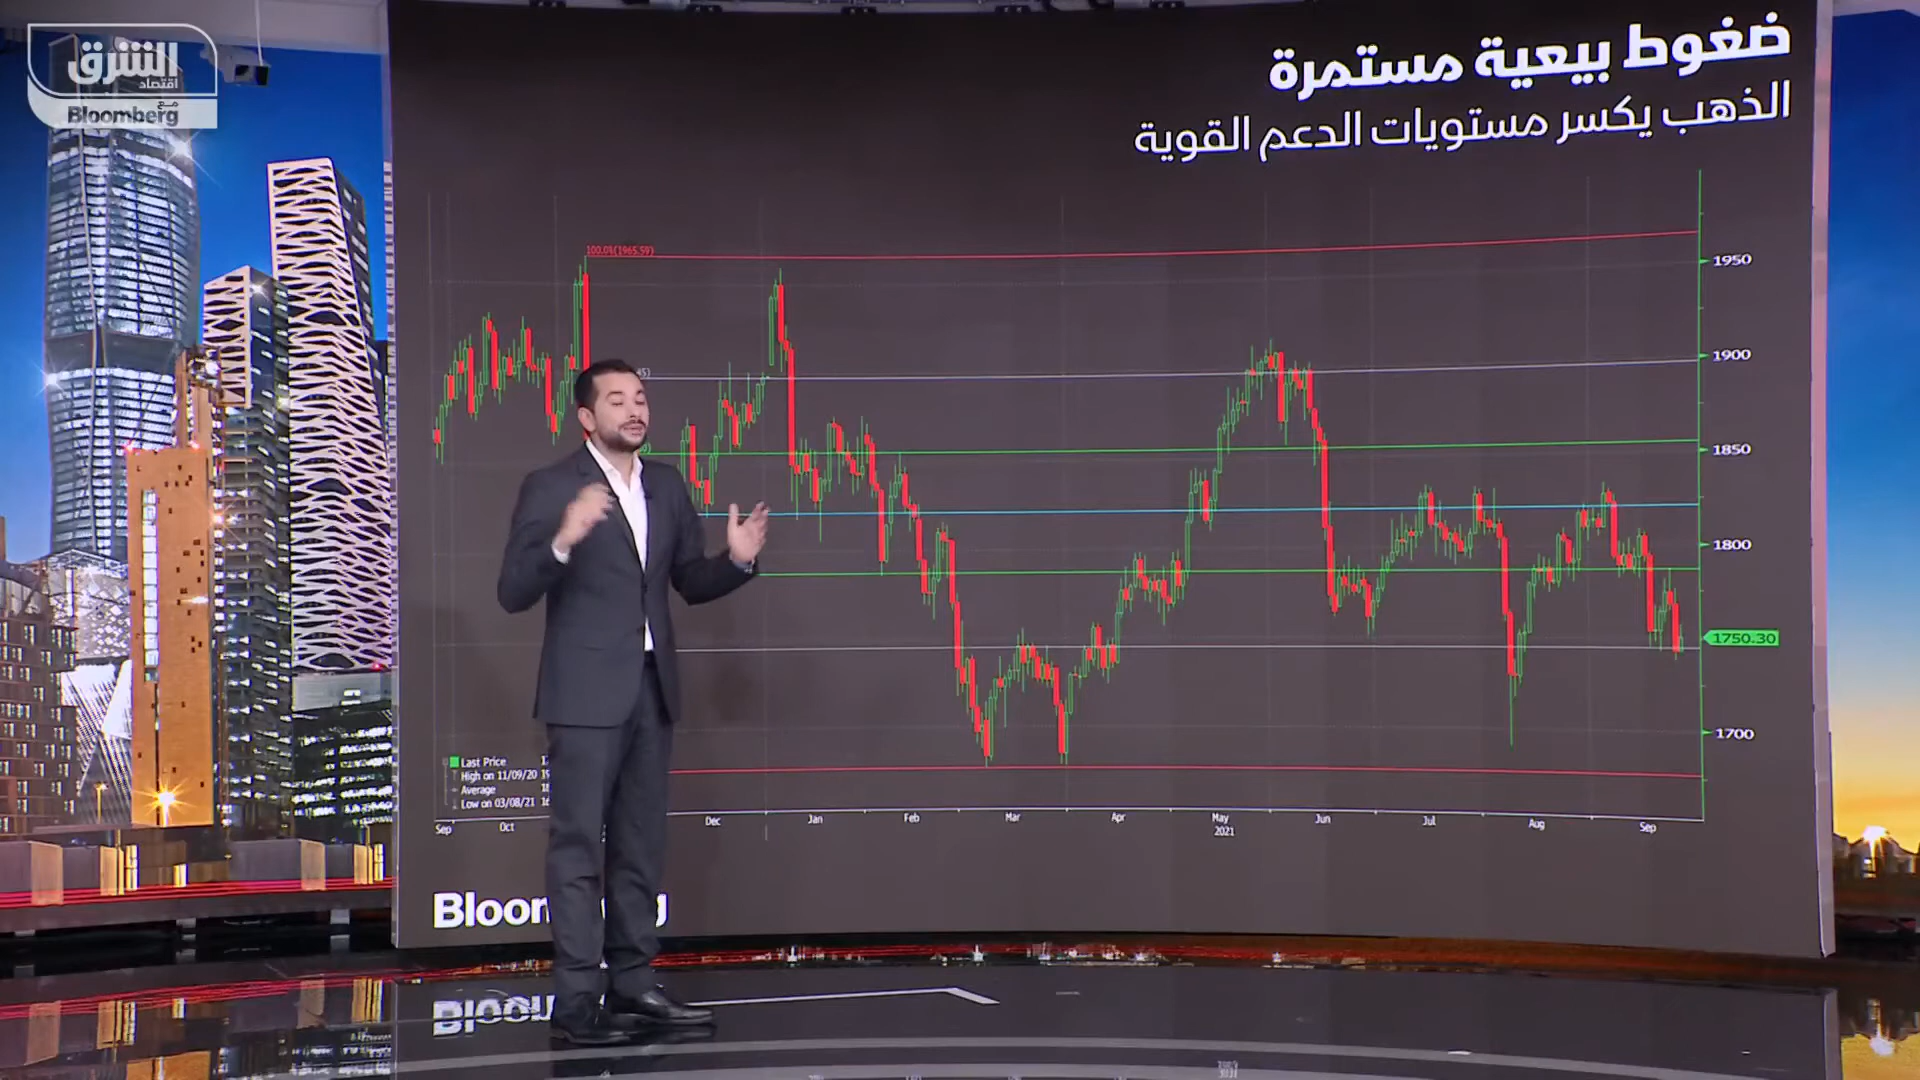 الشرق
اقتصاد
مع
Bloomberg
ضغوط بيعية مستمرة
الذهب يكسر مستويات الدعم القوية
100.0%(1965.59)
1950
1900
1850
1800
1750.30
1700
Last Price
High on 11/09/20
Average
Low on 03/08/21
Sep Oct Dec Jan Feb Mar Apr May Jun Jul Aug Sep
2021